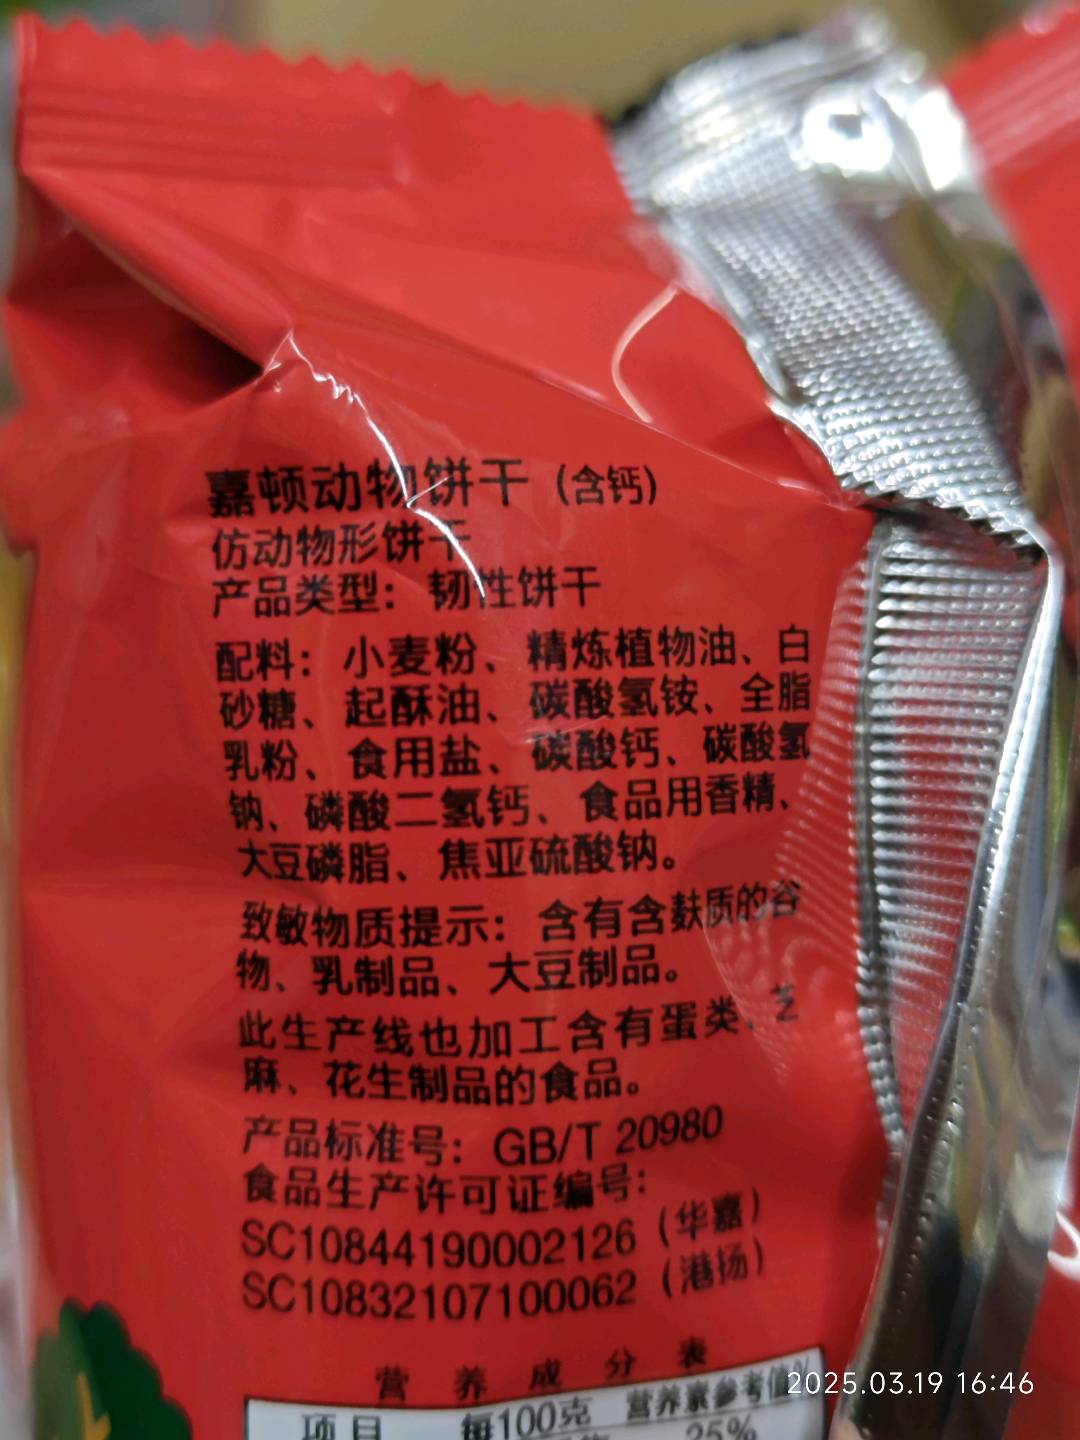 嘉顿动物饼干（含钙）
仿动物形饼干
产品类型：韧性饼干
配料：小麦粉、精炼植物油、白
砂糖、起酥油、碳酸氢铵、全脂
乳粉、食用盐、碳酸钙、碳酸氢
钠、磷酸二氢钙、食品用香精、
大豆磷脂、焦亚硫酸钠。
致敏物质提示：含有含麸质的谷
物、乳制品、大豆制品。
此生产线也加工含有蛋类、芝
麻、花生制品的食品。
产品标准号：GB/T 20980
食品生产许可证编号：
SC10844190002126（华嘉）
SC10832107100062（港扬）
营养成分表
项目 每100克 营养素参考值%
25%
2025.03.19 16:46